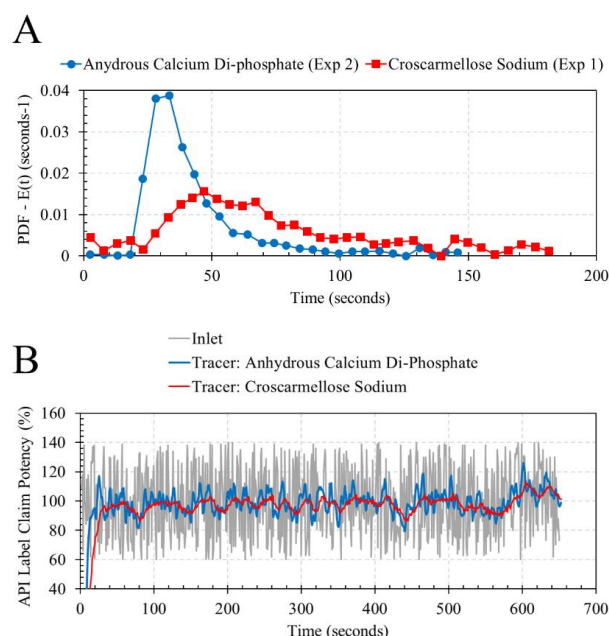 A
Anydrous Calcium Di-phosphate (Exp 2) Croscarmellose Sodium (Exp 1)
0.04
0.03
0.02
0.01
0
PDF - E(t) (seconds-1)
0 50 100 150 200
Time (seconds)
Inlet
Tracer: Anhydrous Calcium Di-Phosphate
Tracer: Croscarmellose Sodium
B
160
140
120
100
80
60
40
API Label Claim Potency (%)
0 100 200 300 400 500 600 700
Time (seconds)